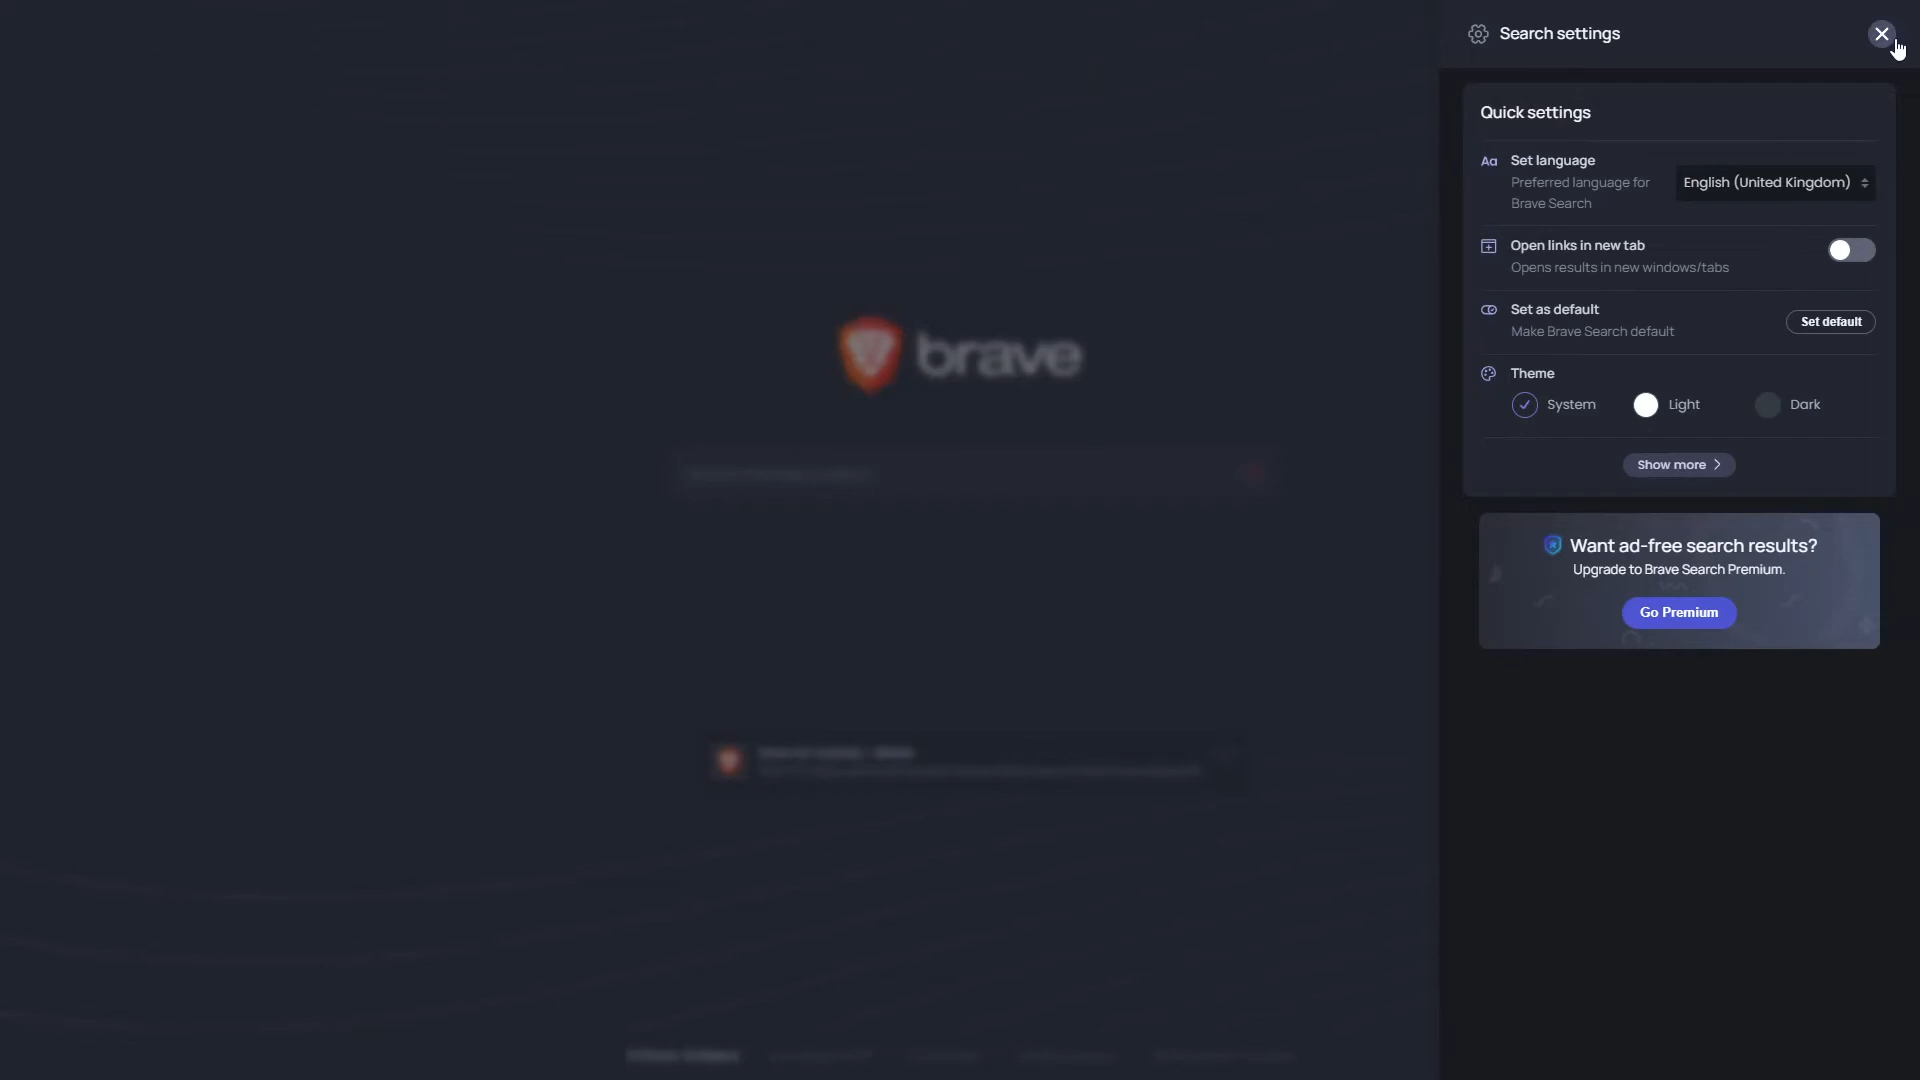 Search settings
Quick settings
Aa Set language
Preferred language for
Brave Search
English (United Kingdom)
Open links in new tab
Opens results in new windows/tabs
Set as default
Make Brave Search default
Set default
Theme
System Light Dark
Show more
brave
Want ad-free search results?
Upgrade to Brave Search Premium.
Go Premium